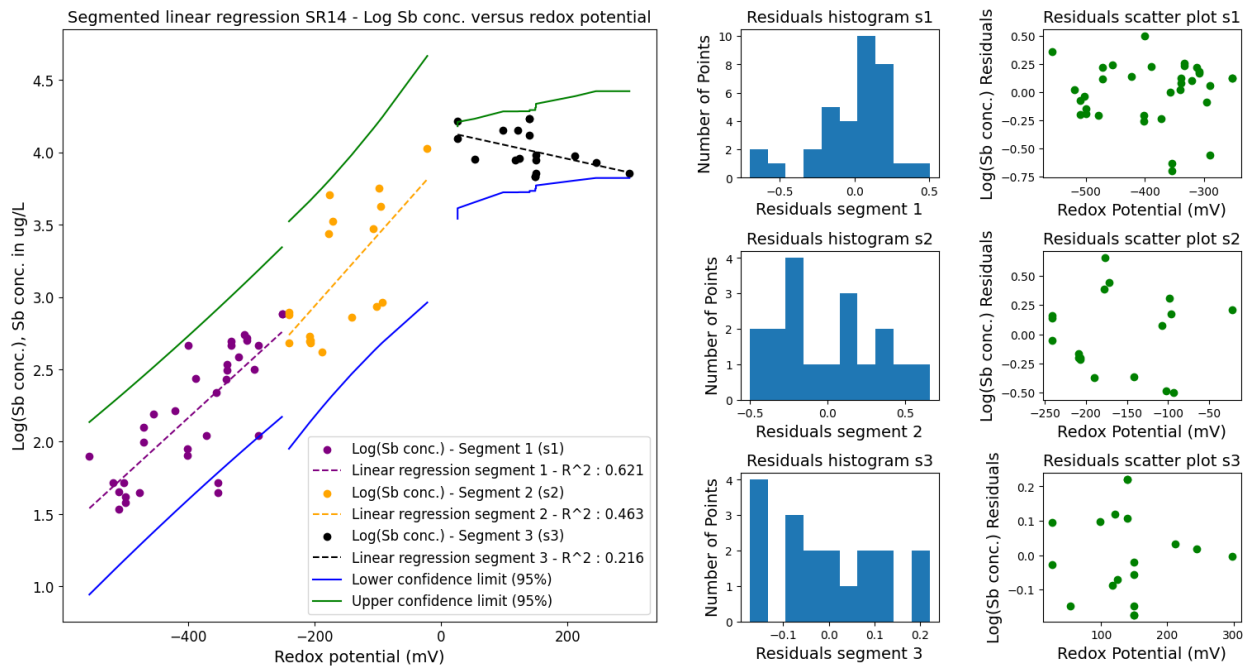 Segmented linear regression SR14 - Log Sb conc. versus redox potential
Log(Sb conc.), Sb conc. in ug/L
4.5
4.0
3.5
3.0
2.5
2.0
1.5
1.0
−400
−200
0
200
Redox potential (mV)
Log(Sb conc.) - Segment 1 (s1)
Linear regression segment 1 - R^2 : 0.621
Log(Sb conc.) - Segment 2 (s2)
Linear regression segment 2 - R^2 : 0.463
Log(Sb conc.) - Segment 3 (s3)
Linear regression segment 3 - R^2 : 0.216
Lower confidence limit (95%)
Upper confidence limit (95%)
Residuals histogram s1
Number of Points
10
8
6
4
2
0
−0.5
0.0
0.5
Residuals segment 1
Residuals scatter plot s1
Log(Sb conc.) Residuals
0.50
0.25
0.00
−0.25
−0.50
−0.75
−500
−400
−300
Redox Potential (mV)
Residuals histogram s2
Number of Points
4
3
2
1
0
−0.5
0.0
0.5
Residuals segment 2
Residuals scatter plot s2
Log(Sb conc.) Residuals
0.50
0.25
0.00
−0.25
−0.50
−250
−200
−150
−100
−50
Redox Potential (mV)
Residuals histogram s3
Number of Points
4
3
2
1
0
−0.1
0.0
0.1
0.2
Residuals segment 3
Residuals scatter plot s3
Log(Sb conc.) Residuals
0.2
0.1
0.0
−0.1
100
200
300
Redox Potential (mV)